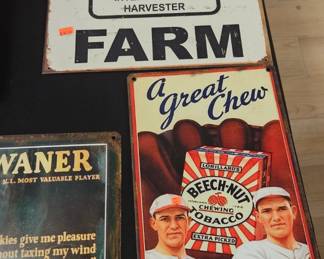 HARVESTER
FARM
a
great
Chew
WANER
N.L. MOST VALUABLE PLAYER
LORILLARD'S
BEECH-NUT
CHEWING
TOBACCO
EXTRA PICKED
kies give me pleasure
out taxing my wind